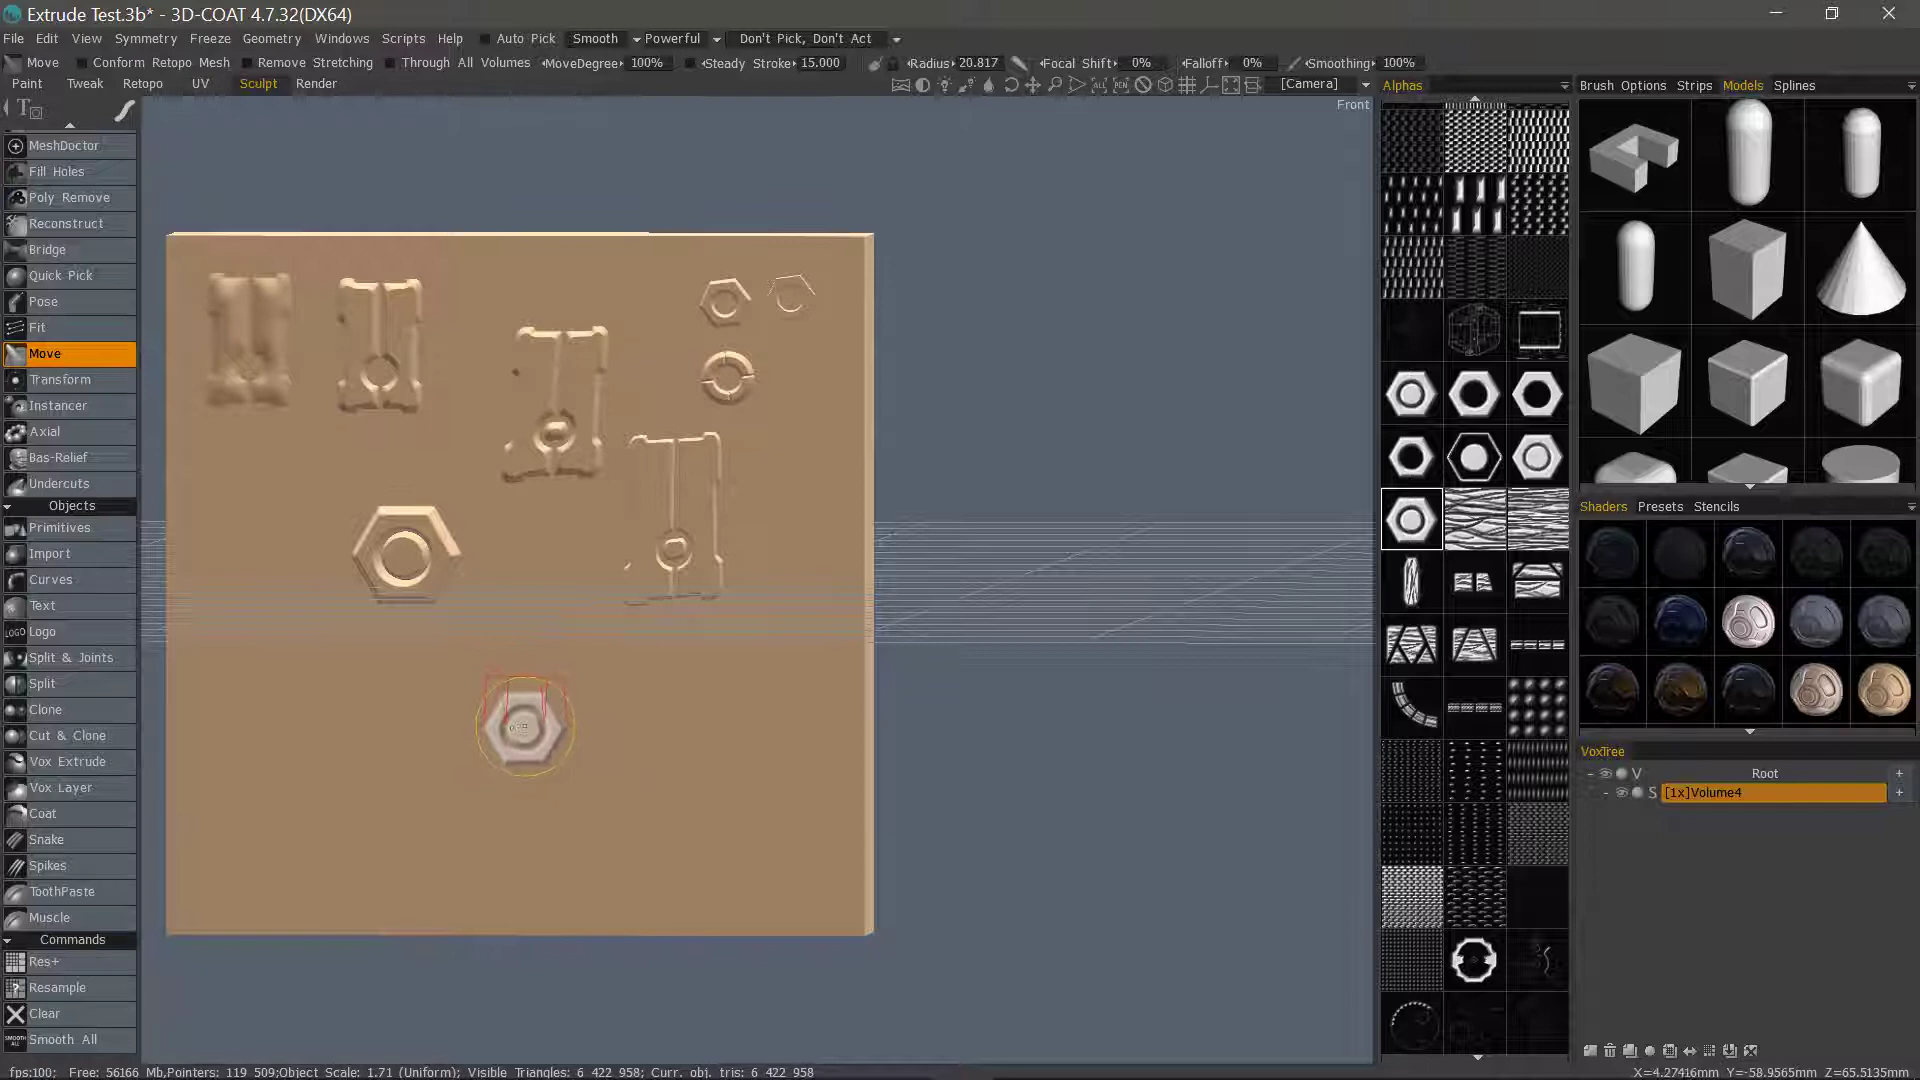 Extrude Test.3b* - 3D-COAT 4.7.32(DX64)
File Edit View Symmetry Freeze Geometry Windows Scripts Help Auto Pick Smooth Powerful Don't Pick, Don't Act
Move Conform Retopo Mesh Remove Stretching Through All Volumes MoveDegree 100% Steady Stroke 15.000 Radius 20.817 Focal Shift 0% Falloff 0% Smoothing 100%
Paint Tweak Retopo UV Sculpt Render [Camera]
Alphas
Brush Options Strips Models Splines
Front
MeshDoctor
Fill Holes
Poly Remove
Reconstruct
Bridge
Quick Pick
Pose
Fit
Move
Transform
Instancer
Axial
Bas-Relief
Undercuts
Objects
Primitives
Import
Curves
Text
LOGO Logo
Split & Joints
Split
Clone
Cut & Clone
Vox Extrude
Vox Layer
Coat
Snake
Spikes
ToothPaste
Muscle
Commands
Res+
Resample
Clear
SMOOTH ALL Smooth All
Shaders Presets Stencils
VoxTree
V Root +
S [1x]Volume4 +
fps:100; Free: 56166 Mb,Pointers: 119 509;Object Scale: 1.71 (Uniform); Visible Triangles: 6 422 958; Curr. obj. tris: 6 422 958
X=4.27416mm Y=-58.9565mm Z=65.5135mm